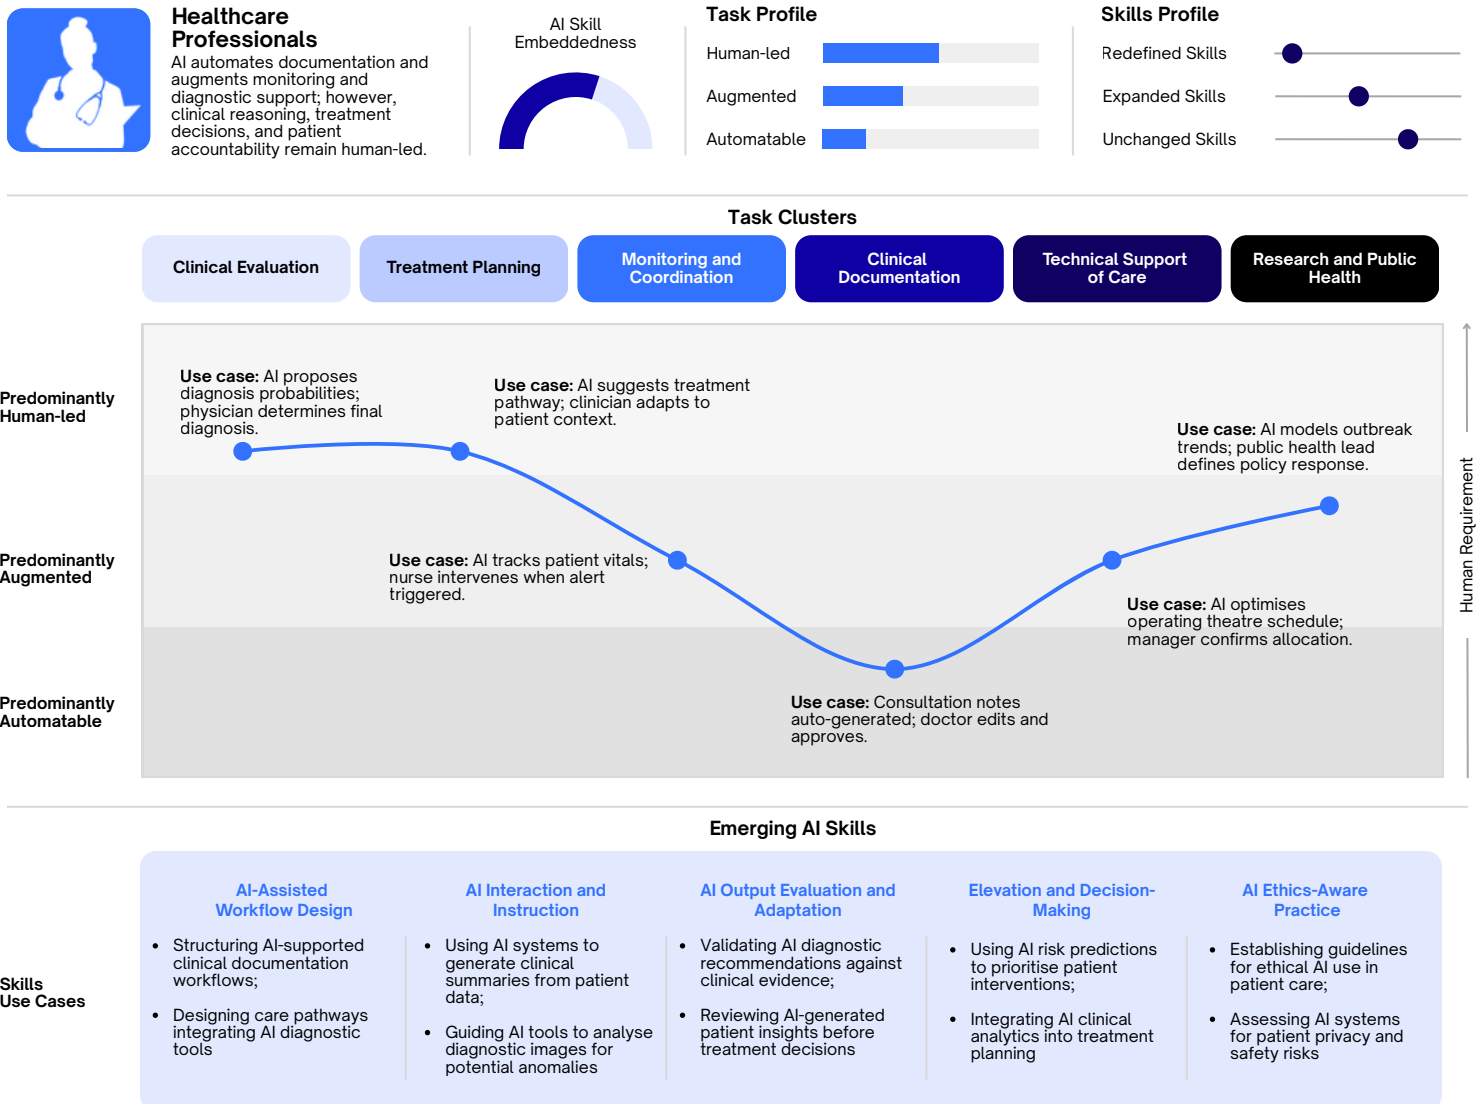 Healthcare
Professionals
AI automates documentation and
augments monitoring and
diagnostic support; however,
clinical reasoning, treatment
decisions, and patient
accountability remain human-led.
AI Skill
Embeddedness
Task Profile
Human-led
Augmented
Automatable
Skills Profile
Redefined Skills
Expanded Skills
Unchanged Skills
Task Clusters
Clinical Evaluation
Treatment Planning
Monitoring and
Coordination
Clinical
Documentation
Technical Support
of Care
Research and Public
Health
Predominantly
Human-led
Predominantly
Augmented
Predominantly
Automatable
Use case: AI proposes
diagnosis probabilities;
physician determines final
diagnosis.
Use case: AI suggests treatment
pathway; clinician adapts to
patient context.
Use case: AI tracks patient vitals;
nurse intervenes when alert
triggered.
Use case: Consultation notes
auto-generated; doctor edits and
approves.
Use case: AI optimises
operating theatre schedule;
manager confirms allocation.
Use case: AI models outbreak
trends; public health lead
defines policy response.
Human Requirement
Emerging AI Skills
Skills
Use Cases
AI-Assisted
Workflow Design
• Structuring AI-supported
clinical documentation
workflows;
• Designing care pathways
integrating AI diagnostic
tools
AI Interaction and
Instruction
• Using AI systems to
generate clinical
summaries from patient
data;
• Guiding AI tools to analyse
diagnostic images for
potential anomalies
AI Output Evaluation and
Adaptation
• Validating AI diagnostic
recommendations against
clinical evidence;
• Reviewing AI-generated
patient insights before
treatment decisions
Elevation and Decision-
Making
• Using AI risk predictions
to prioritise patient
interventions;
• Integrating AI clinical
analytics into treatment
planning
AI Ethics-Aware
Practice
• Establishing guidelines
for ethical AI use in
patient care;
• Assessing AI systems
for patient privacy and
safety risks